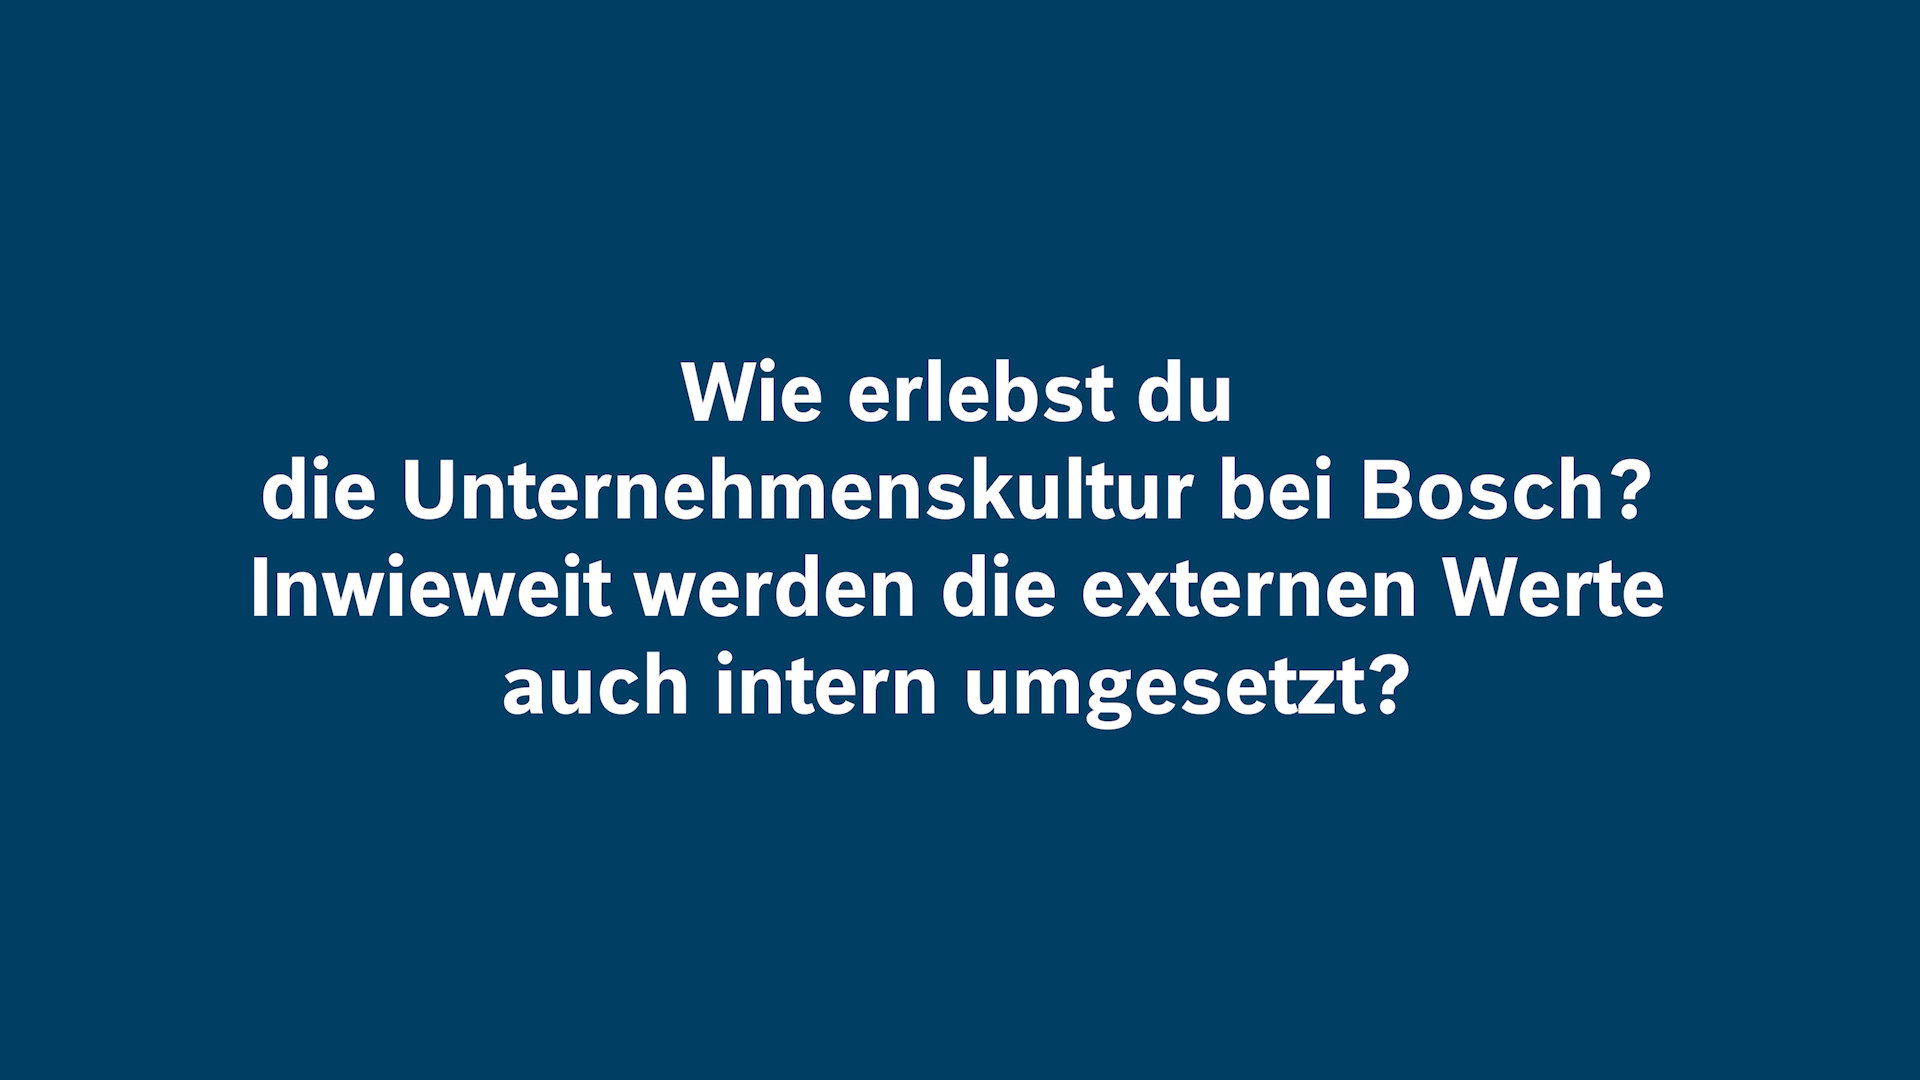 Wie erlebst du
die Unternehmenskultur bei Bosch?
Inwieweit werden die externen Werte
auch intern umgesetzt?